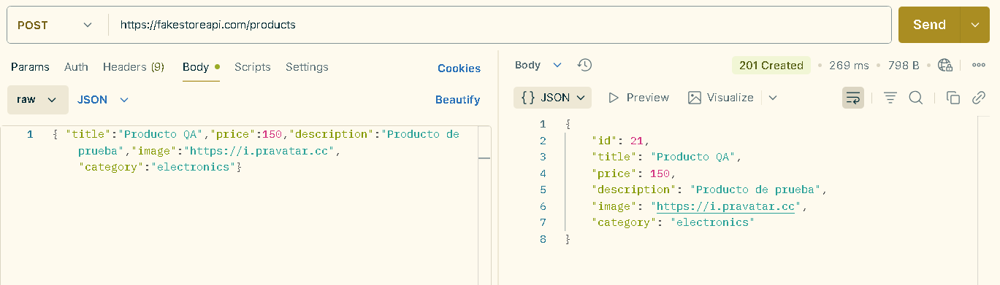 POST https://fakestoreapi.com/products Send
Params Auth Headers (9) Body Scripts Settings Cookies
raw JSON Beautify
1 { "title":"Producto QA","price":150,"description":"Producto de
prueba","image":"https://i.pravatar.cc",
"category":"electronics"}
Body 201 Created 269 ms 798 B
{} JSON Preview Visualize
1 {
2 "id": 21,
3 "title": "Producto QA",
4 "price": 150,
5 "description": "Producto de prueba",
6 "image": "https://i.pravatar.cc",
7 "category": "electronics"
8 }